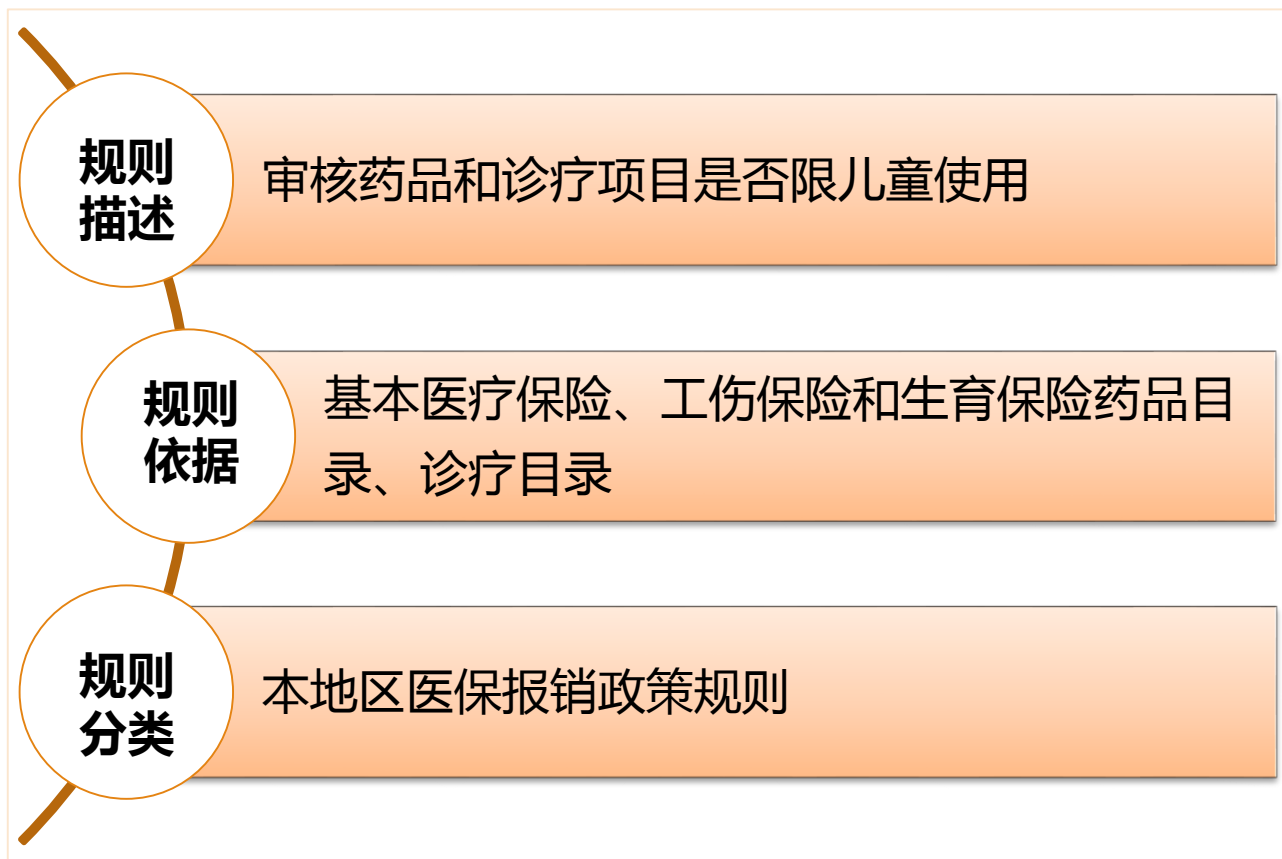 规则
描述
审核药品和诊疗项目是否限儿童使用
规则
依据
基本医疗保险、工伤保险和生育保险药品目
录、诊疗目录
规则
分类
本地区医保报销政策规则